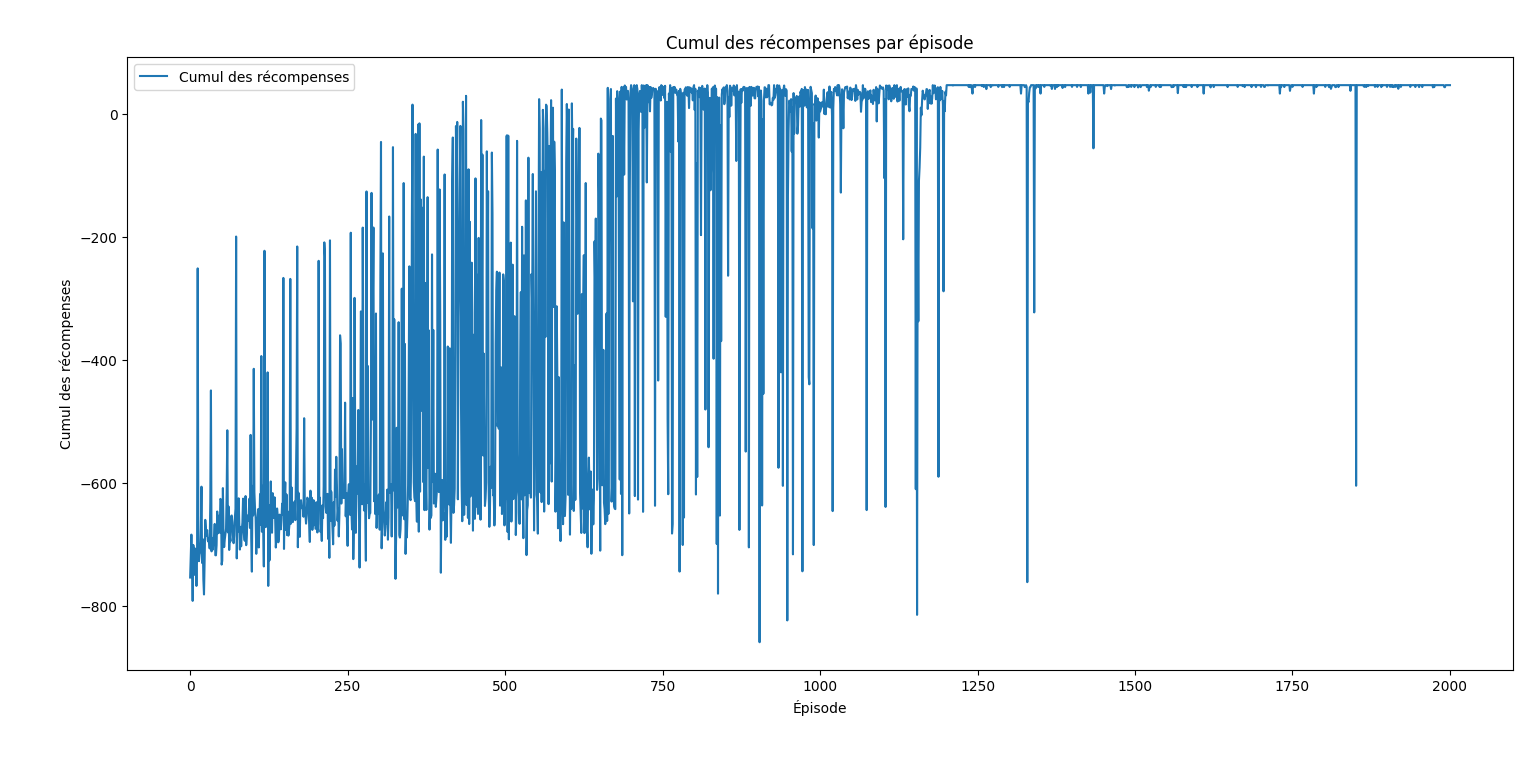 Cumul des récompenses par épisode
Cumul des récompenses
Cumul des récompenses
0
−200
−400
−600
−800
0 250 500 750 1000 1250 1500 1750 2000
Épisode